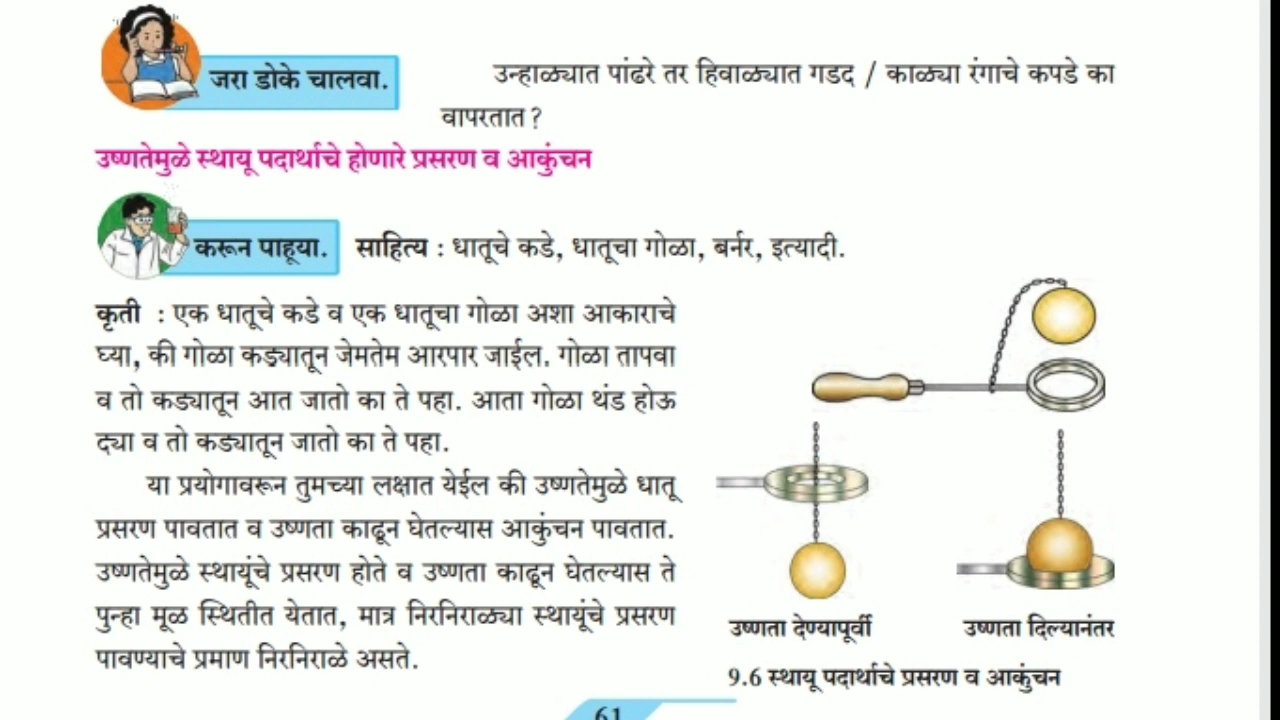 जरा डोके चालवा.
उन्हाळ्यात पांढरे तर हिवाळ्यात गडद / काळ्या रंगाचे कपडे का
वापरतात ?
उष्णतेमुळे स्थायू पदार्थाचे होणारे प्रसरण व आकुंचन
करून पाहूया.
साहित्य : धातूचे कडे, धातूचा गोळा, बर्नर, इत्यादी.
कृती : एक धातूचे कडे व एक धातूचा गोळा अशा आकाराचे
घ्या, की गोळा कड्यातून जेमतेम आरपार जाईल. गोळा तापवा
व तो कड्यातून आत जातो का ते पहा. आता गोळा थंड होऊ
द्या व तो कड्यातून जातो का ते पहा.
या प्रयोगावरून तुमच्या लक्षात येईल की उष्णतेमुळे धातू
प्रसरण पावतात व उष्णता काढून घेतल्यास आकुंचन पावतात.
उष्णतेमुळे स्थायूंचे प्रसरण होते व उष्णता काढून घेतल्यास ते
पुन्हा मूळ स्थितीत येतात, मात्र निरनिराळ्या स्थायूंचे प्रसरण
पावण्याचे प्रमाण निरनिराळे असते.
उष्णता देण्यापूर्वी
उष्णता दिल्यानंतर
9.6 स्थायू पदार्थाचे प्रसरण व आकुंचन
61